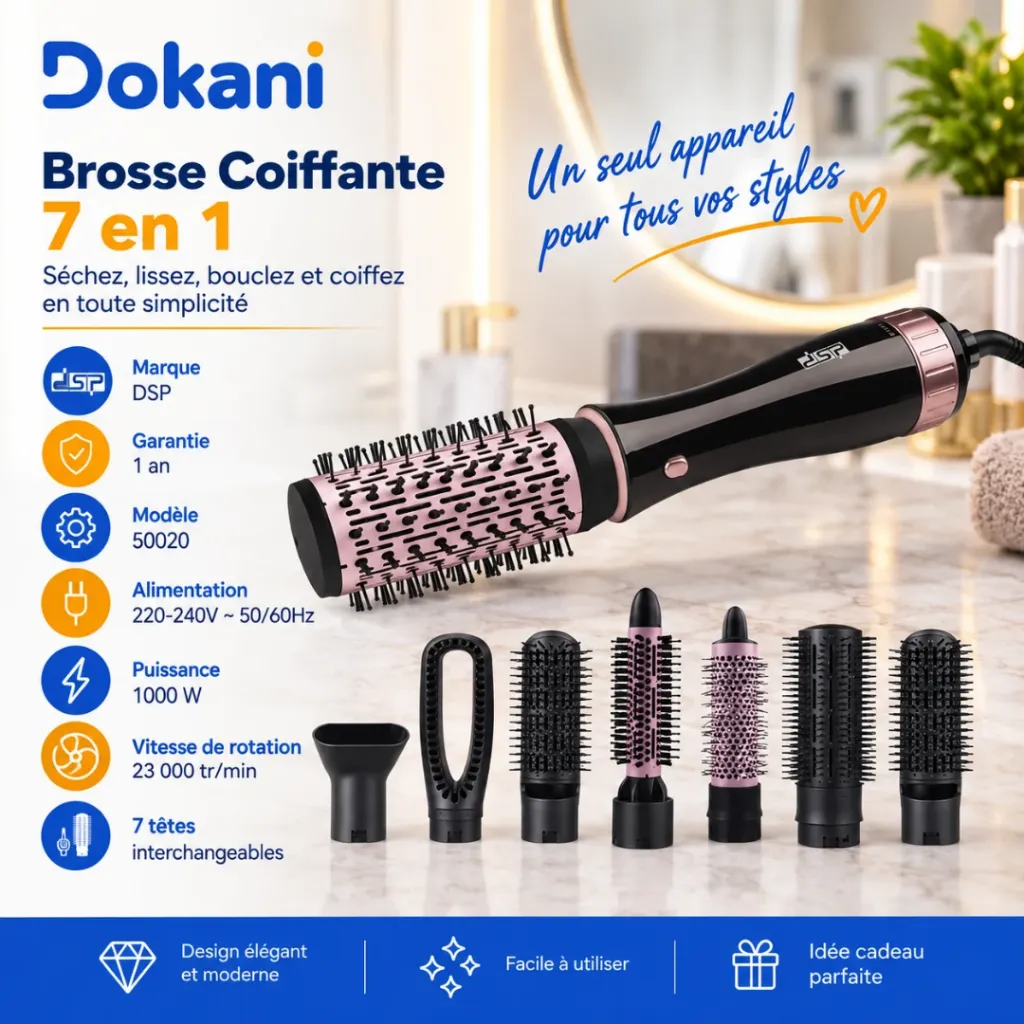 Dokani
Brosse Coiffante
7 en 1
Séchez, lissez, bouclez et coiffez
en toute simplicité
Un seul appareil
pour tous vos styles
dsp
Marque
DSP
Garantie
1 an
Modèle
50020
Alimentation
220-240V ~ 50/60Hz
Puissance
1000 W
Vitesse de rotation
23 000 tr/min
7 têtes
interchangeables
dsp
Design élégant
et moderne
Facile à utiliser
Idée cadeau
parfaite